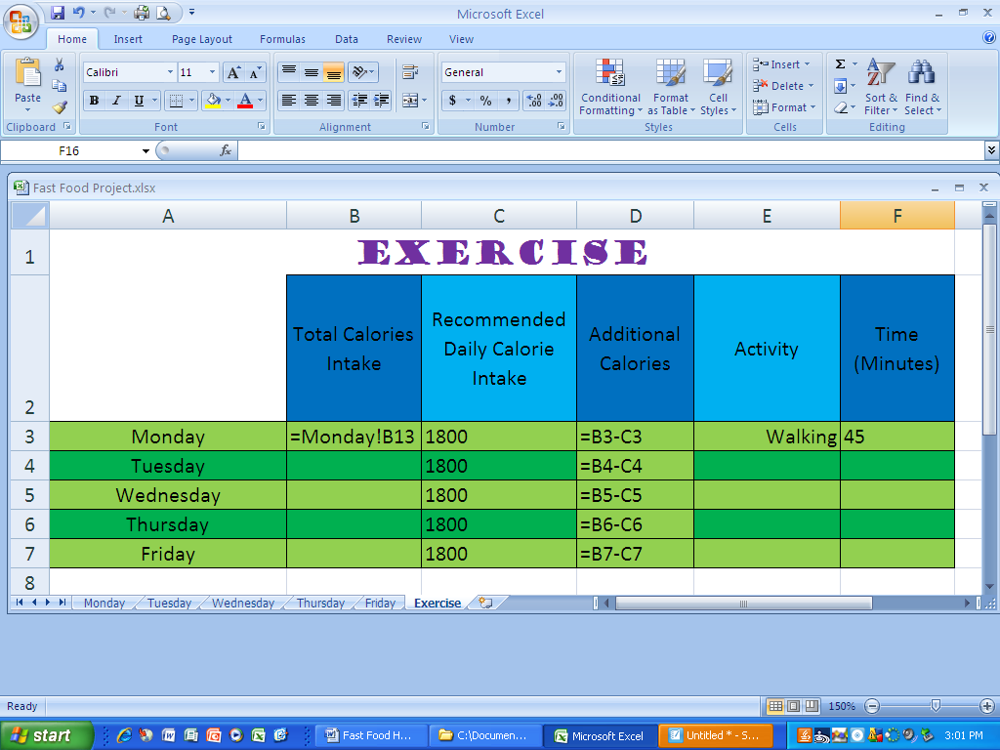 Microsoft Excel
Home Insert Page Layout Formulas Data Review View
Paste
Calibri 11
General
Conditional Formatting
Format as Table
Cell Styles
Insert
Delete
Format
Sort & Filter
Find & Select
B I U
$ % ,
Clipboard Font Alignment Number Styles Cells Editing
F16
fx
Fast Food Project.xlsx
A B C D E F
1 EXERCISE
2 Total Calories Intake Recommended Daily Calorie Intake Additional Calories Activity Time (Minutes)
3 Monday =Monday!B13 1800 =B3-C3 Walking 45
4 Tuesday 1800 =B4-C4
5 Wednesday 1800 =B5-C5
6 Thursday 1800 =B6-C6
7 Friday 1800 =B7-C7
8
Monday Tuesday Wednesday Thursday Friday Exercise
Ready 150%
start Fast Food H... C:\Documen... Microsoft Excel Untitled * - S... 3:01 PM